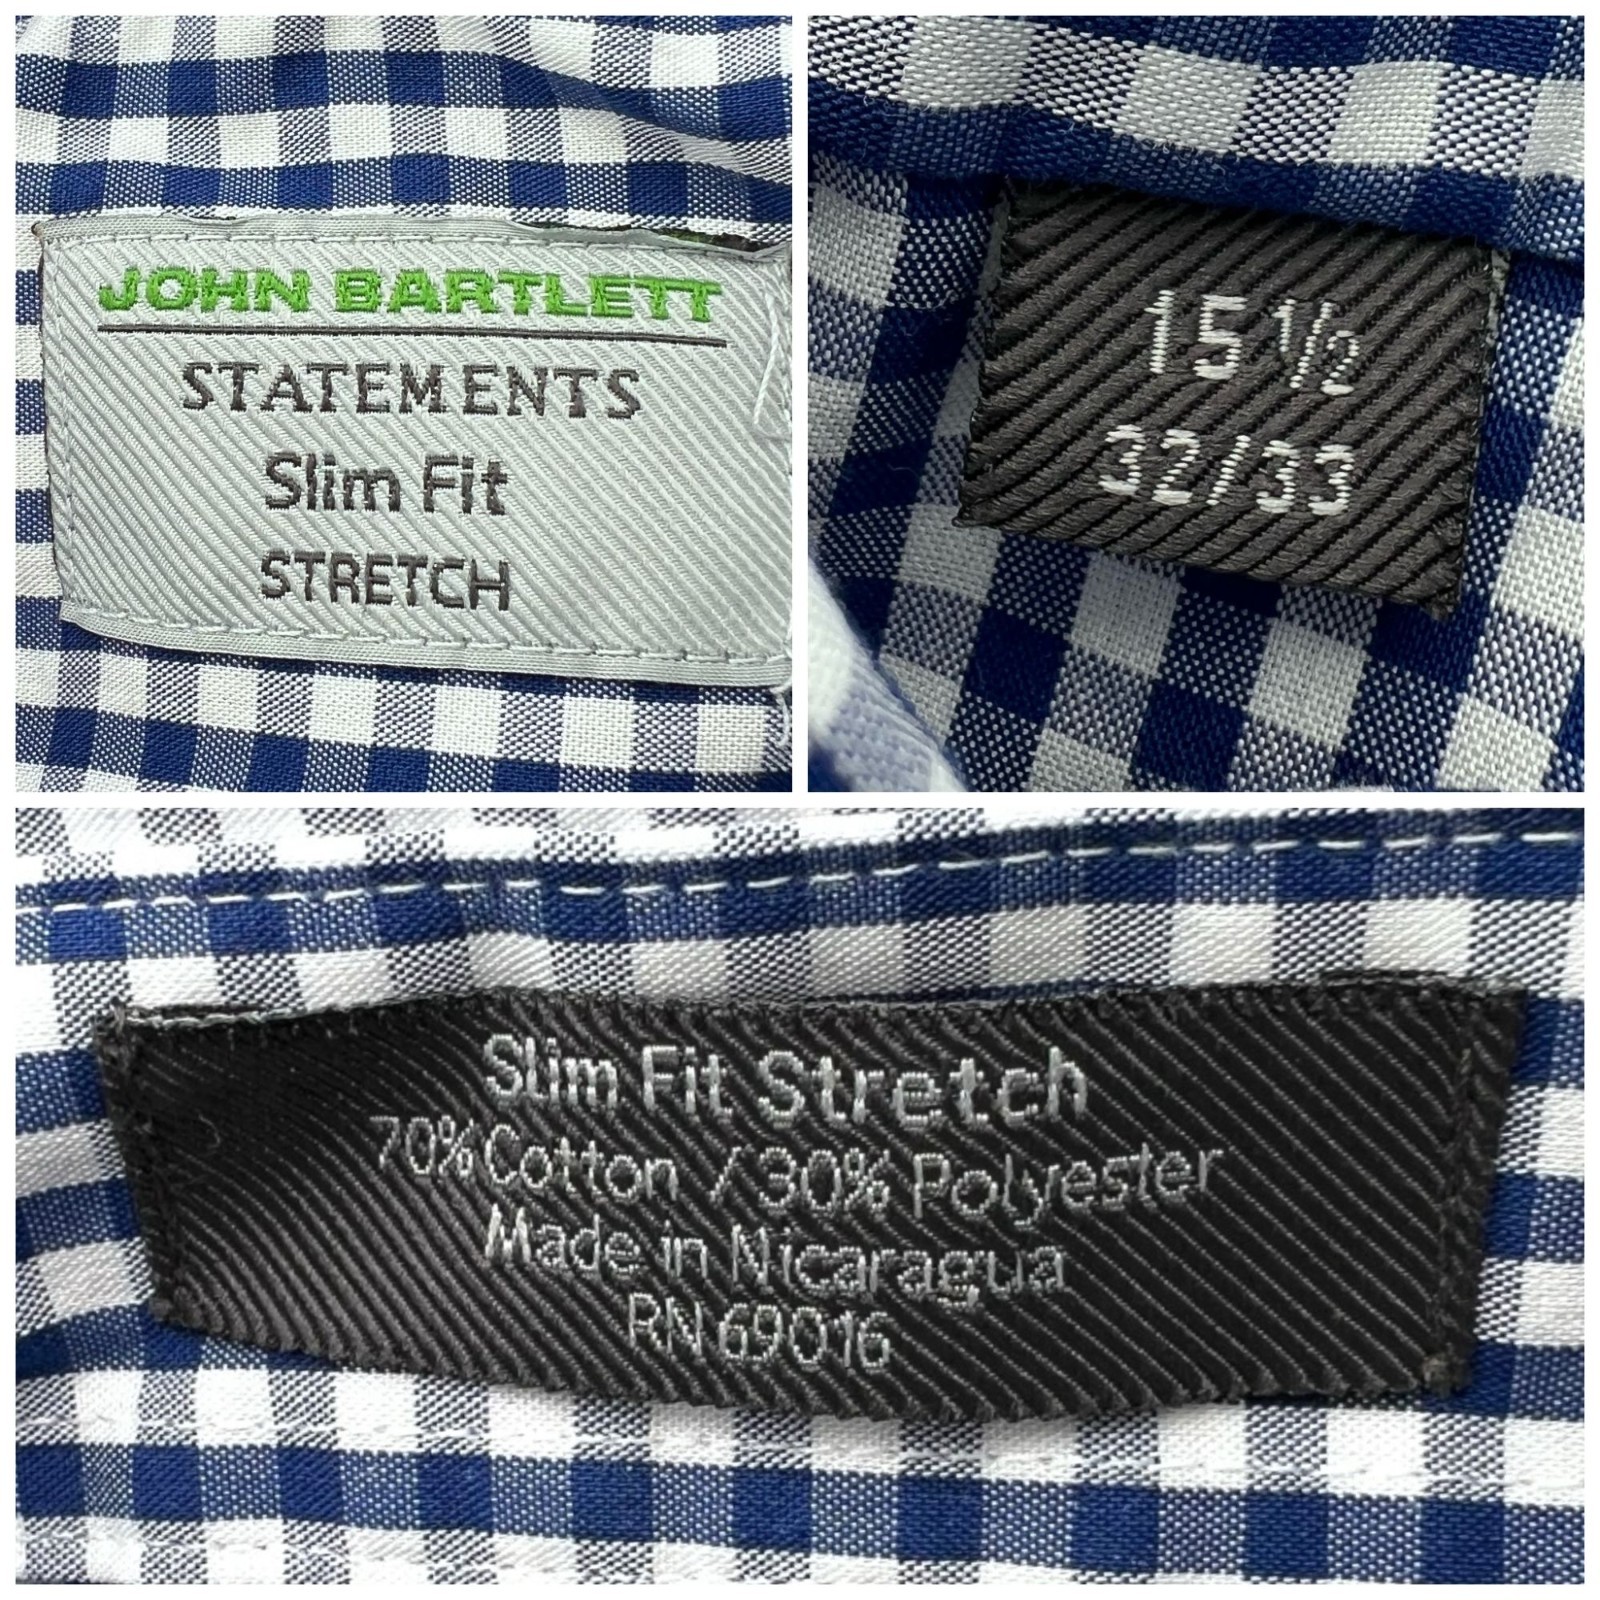 JOHN BARTLETT
STATEMENTS
Slim Fit
STRETCH
15 1/2
32/33
Slim Fit Stretch
70% Cotton / 30% Polyester
Made in Nicaragua
RN 69016